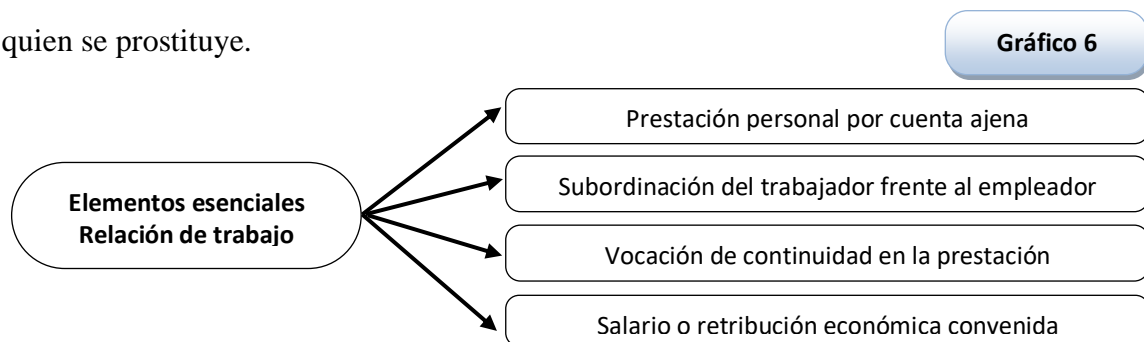 quien se prostituye.
Gráfico 6
Elementos esenciales
Relación de trabajo
Prestación personal por cuenta ajena
Subordinación del trabajador frente al empleador
Vocación de continuidad en la prestación
Salario o retribución económica convenida